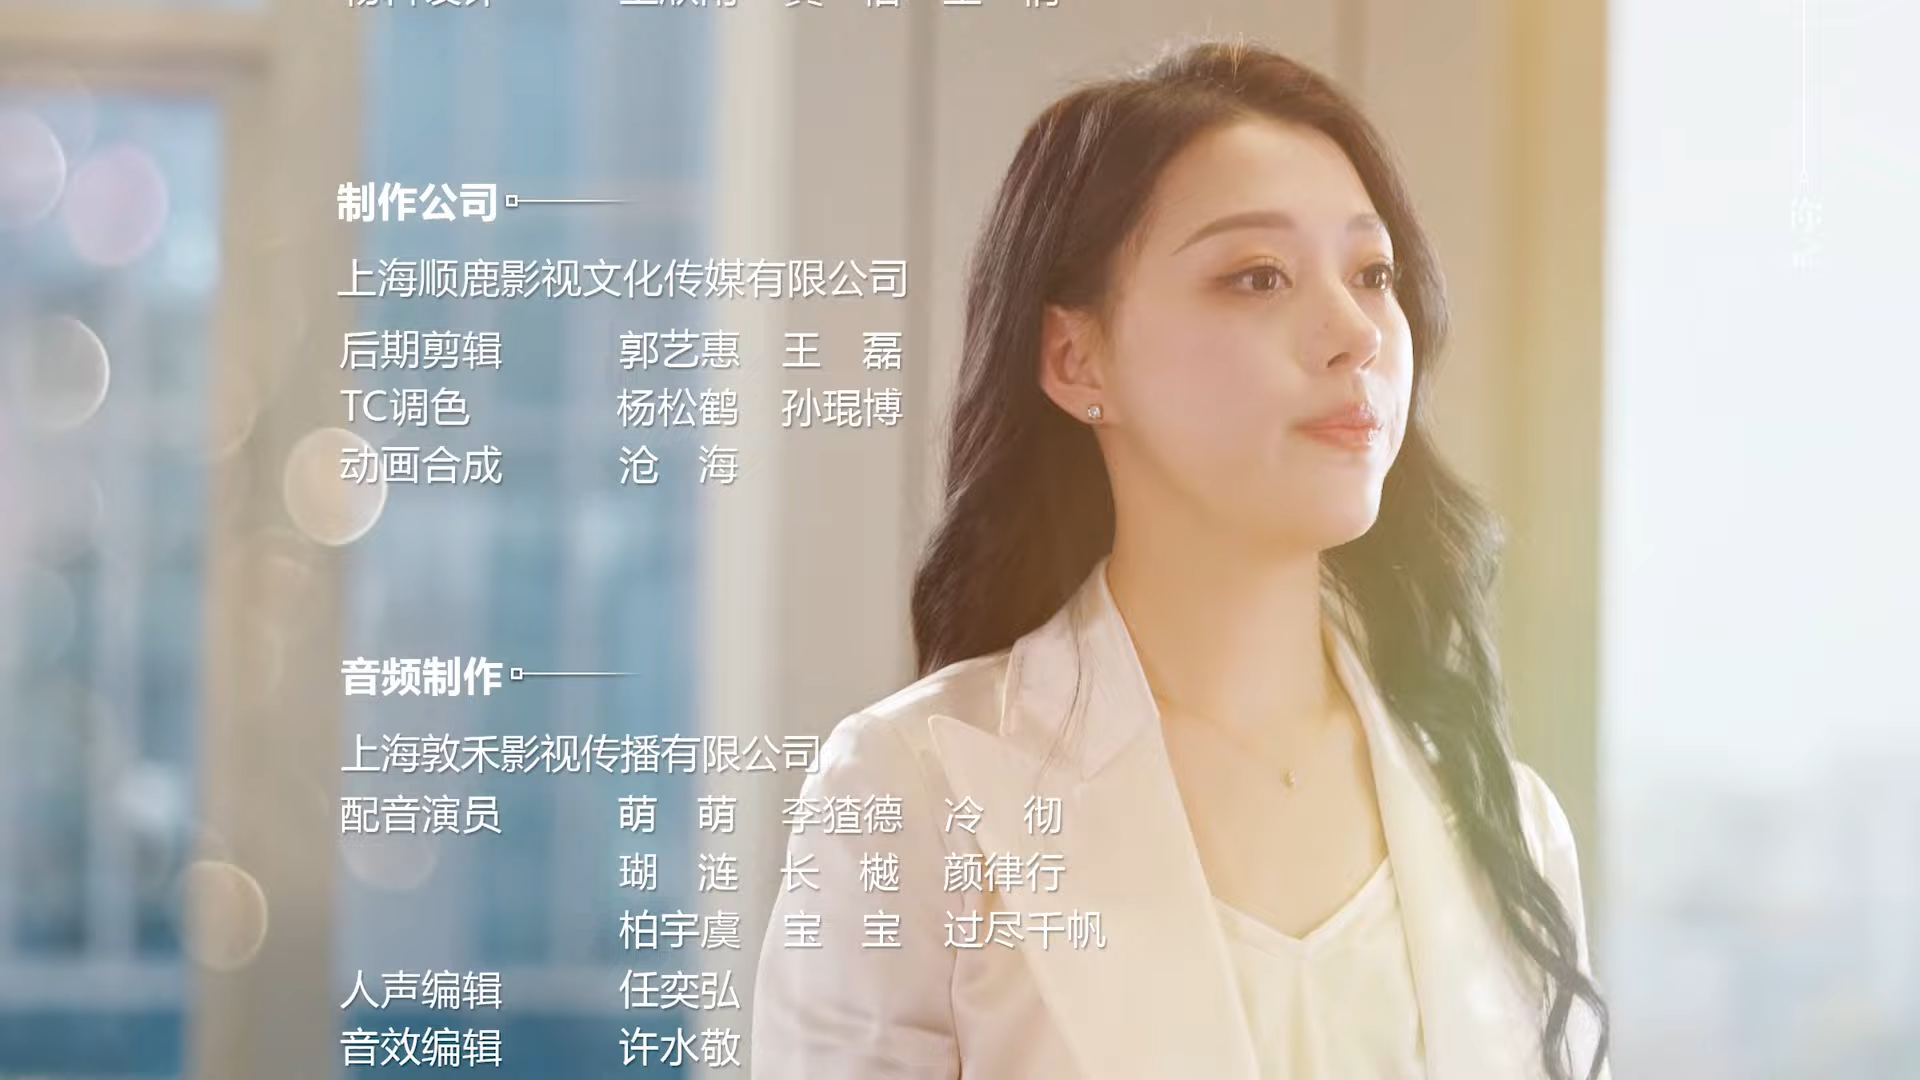 制作公司
上海顺鹿影视文化传媒有限公司
后期剪辑 郭艺惠 王 磊
TC调色 杨松鹤 孙琨博
动画合成 沧 海
音频制作
上海敦禾影视传播有限公司
配音演员 萌 萌 李猹德 冷 彻
瑚 涟 长 樾 颜律行
柏宇虞 宝 宝 过尽千帆
人声编辑 任奕弘
音效编辑 许水敬
你